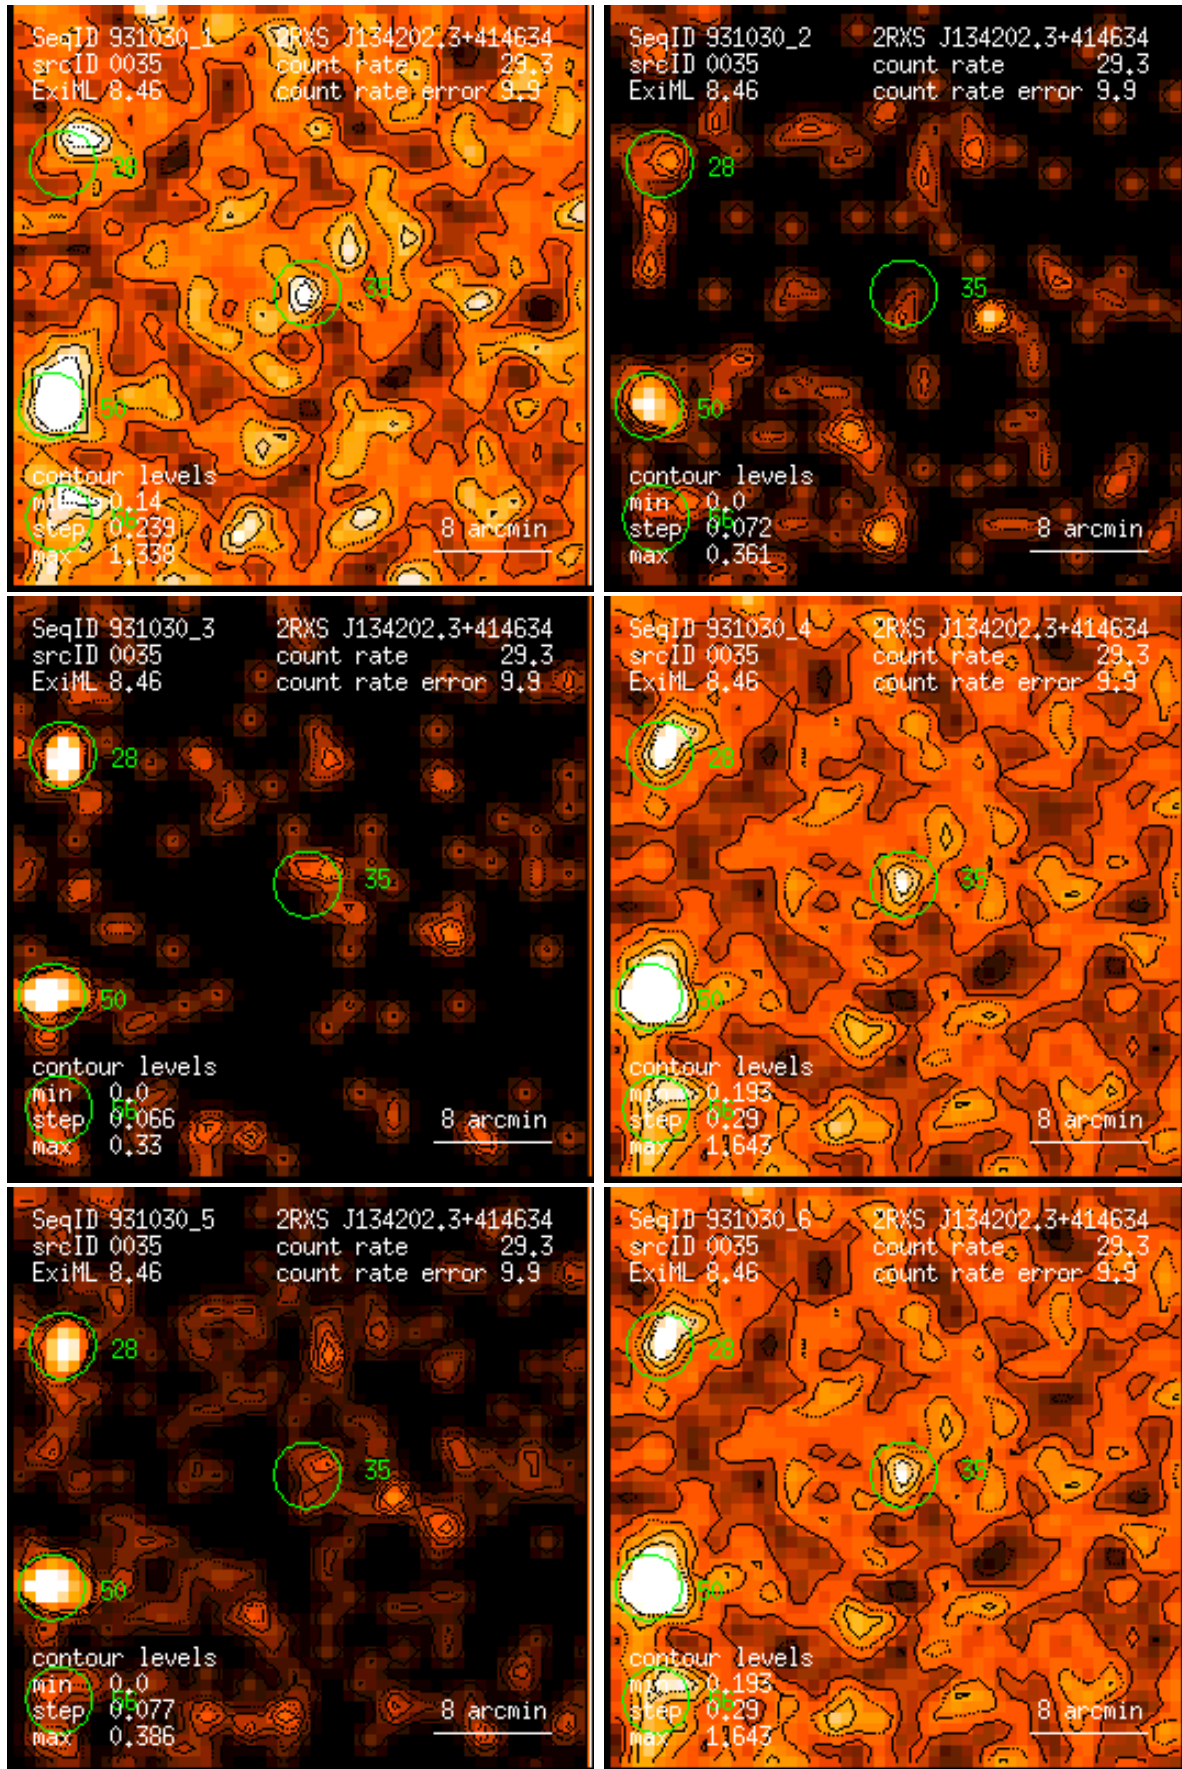 SeqID 931030_1 2RXS J134202.3+414634
srcID 0035 count rate 29.3
ExiML 8.46 count rate error 9.9
28
35
50
contour levels
min 0.14
66
step 0.239 8 arcmin
max 1.338
SeqID 931030_2 2RXS J134202.3+414634
srcID 0035 count rate 29.3
ExiML 8.46 count rate error 9.9
28
35
50
contour levels
min 0.0
66
step 0.072 8 arcmin
max 0.361
SeqID 931030_3 2RXS J134202.3+414634
srcID 0035 count rate 29.3
ExiML 8.46 count rate error 9.9
28
35
50
contour levels
min 0.0
66
step 0.066 8 arcmin
max 0.33
SeqID 931030_4 2RXS J134202.3+414634
srcID 0035 count rate 29.3
ExiML 8.46 count rate error 9.9
28
35
50
contour levels
min 0.193
66
step 0.29 8 arcmin
max 1.643
SeqID 931030_5 2RXS J134202.3+414634
srcID 0035 count rate 29.3
ExiML 8.46 count rate error 9.9
28
35
50
contour levels
min 0.0
66
step 0.077 8 arcmin
max 0.386
SeqID 931030_6 2RXS J134202.3+414634
srcID 0035 count rate 29.3
ExiML 8.46 count rate error 9.9
28
35
50
contour levels
min 0.193
66
step 0.29 8 arcmin
max 1.643